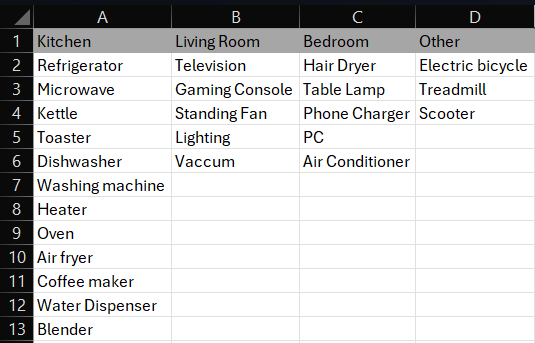 A B C D
1 Kitchen Living Room Bedroom Other
2 Refrigerator Television Hair Dryer Electric bicycle
3 Microwave Gaming Console Table Lamp Treadmill
4 Kettle Standing Fan Phone Charger Scooter
5 Toaster Lighting PC
6 Dishwasher Vaccum Air Conditioner
7 Washing machine
8 Heater
9 Oven
10 Air fryer
11 Coffee maker
12 Water Dispenser
13 Blender